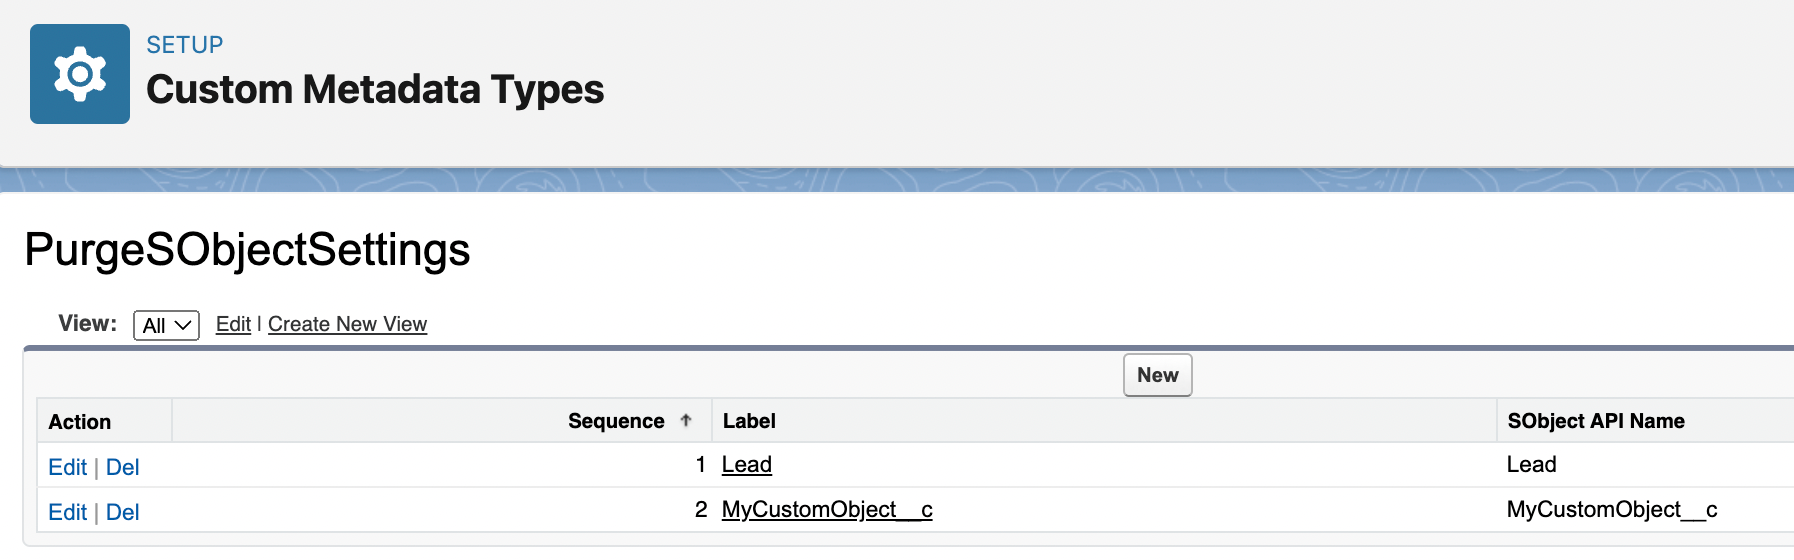 SETUP
Custom Metadata Types
PurgeSObjectSettings
View: All Edit | Create New View
New
Action Sequence Label SObject API Name
Edit | Del 1 Lead Lead
Edit | Del 2 MyCustomObject__c MyCustomObject__c